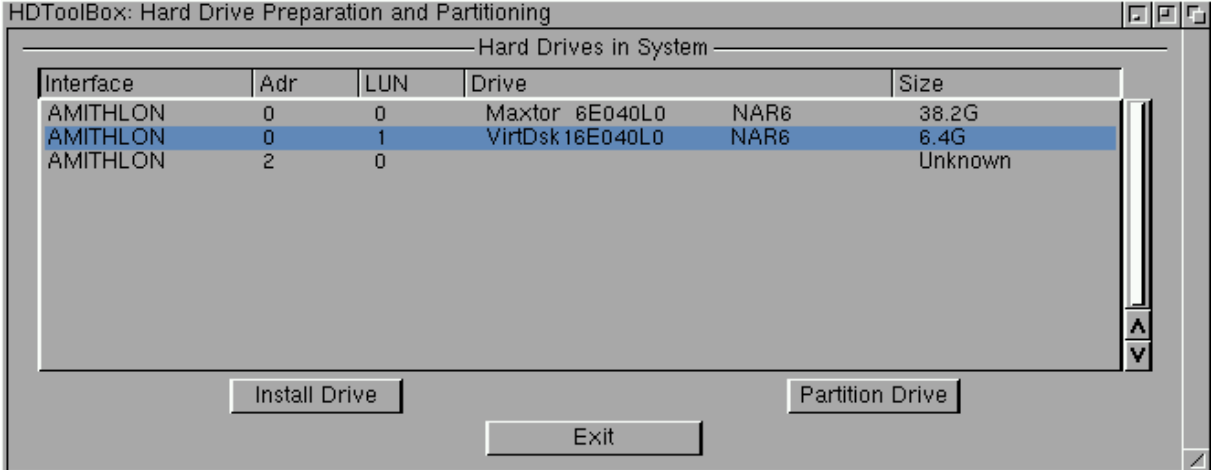 HDToolBox: Hard Drive Preparation and Partitioning
Hard Drives in System
Interface Adr LUN Drive Size
AMITHLON 0 0 Maxtor 6E040L0 NAR6 38.2G
AMITHLON 0 1 VirtDsk16E040L0 NAR6 6.4G
AMITHLON 2 0 Unknown
Install Drive Partition Drive
Exit